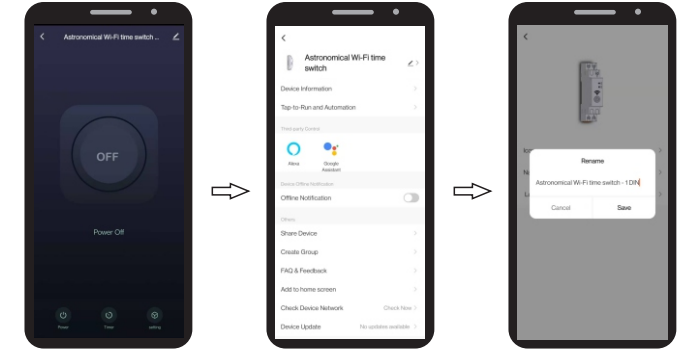 Astronomical Wi-Fi time switch ...
OFF
Power Off
Power
Timer
setting
Astronomical Wi-Fi time
switch
Device Information
Tap-to-Run and Automation
Third-party Control
Alexa
Google
Assistant
Device Offline Notification
Offline Notification
Others
Share Device
Create Group
FAQ & Feedback
Add to home screen
Check Device Network
Check Now
Device Update
No updates available
Rename
Astronomical Wi-Fi time switch - 1 DIN
Cancel
Save